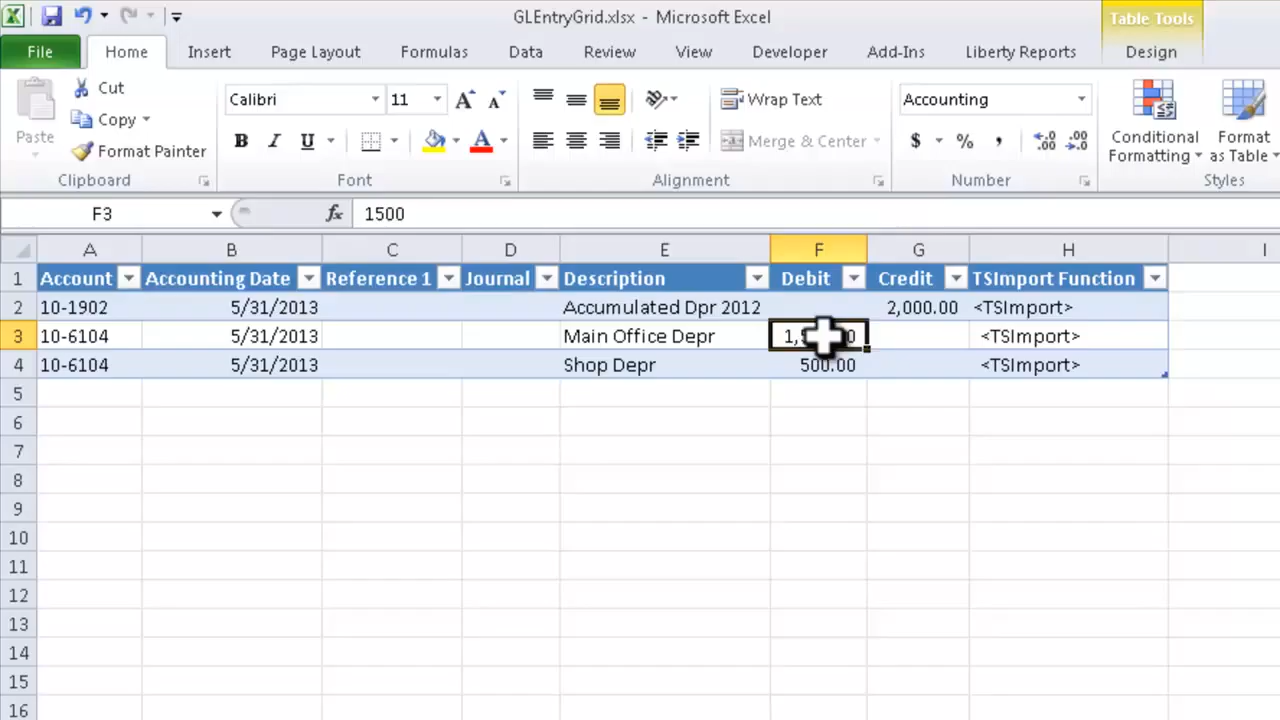 GLEntryGrid.xlsx - Microsoft Excel
Table Tools
File Home Insert Page Layout Formulas Data Review View Developer Add-Ins Liberty Reports Design
Paste
Cut
Copy
Format Painter
Clipboard
Calibri 11
B I U A
Font
Wrap Text
Merge & Center
Alignment
Accounting
$ % ,
Number
Conditional Formatting
Format as Table
Styles
F3 fx 1500
A B C D E F G H I
1 Account Accounting Date Reference 1 Journal Description Debit Credit TSImport Function
2 10-1902 5/31/2013 Accumulated Dpr 2012 2,000.00 <TSImport>
3 10-6104 5/31/2013 Main Office Depr <TSImport>
4 10-6104 5/31/2013 Shop Depr 500.00 <TSImport>
5
6
7
8
9
10
11
12
13
14
15
16